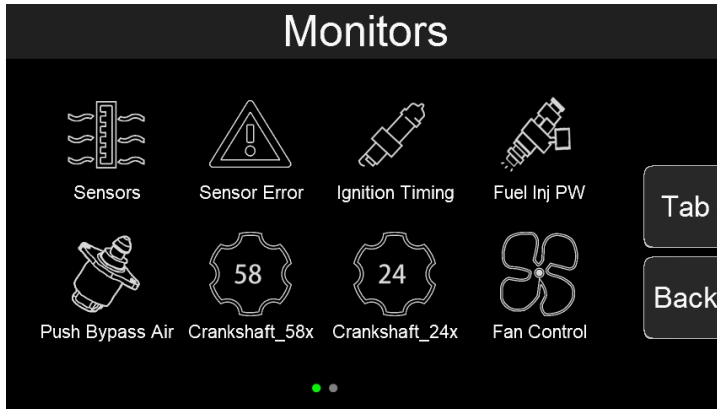 Monitors
Sensors
Sensor Error
Ignition Timing
Fuel Inj PW
Tab
58
24
Push Bypass Air
Crankshaft_58x
Crankshaft_24x
Fan Control
Back